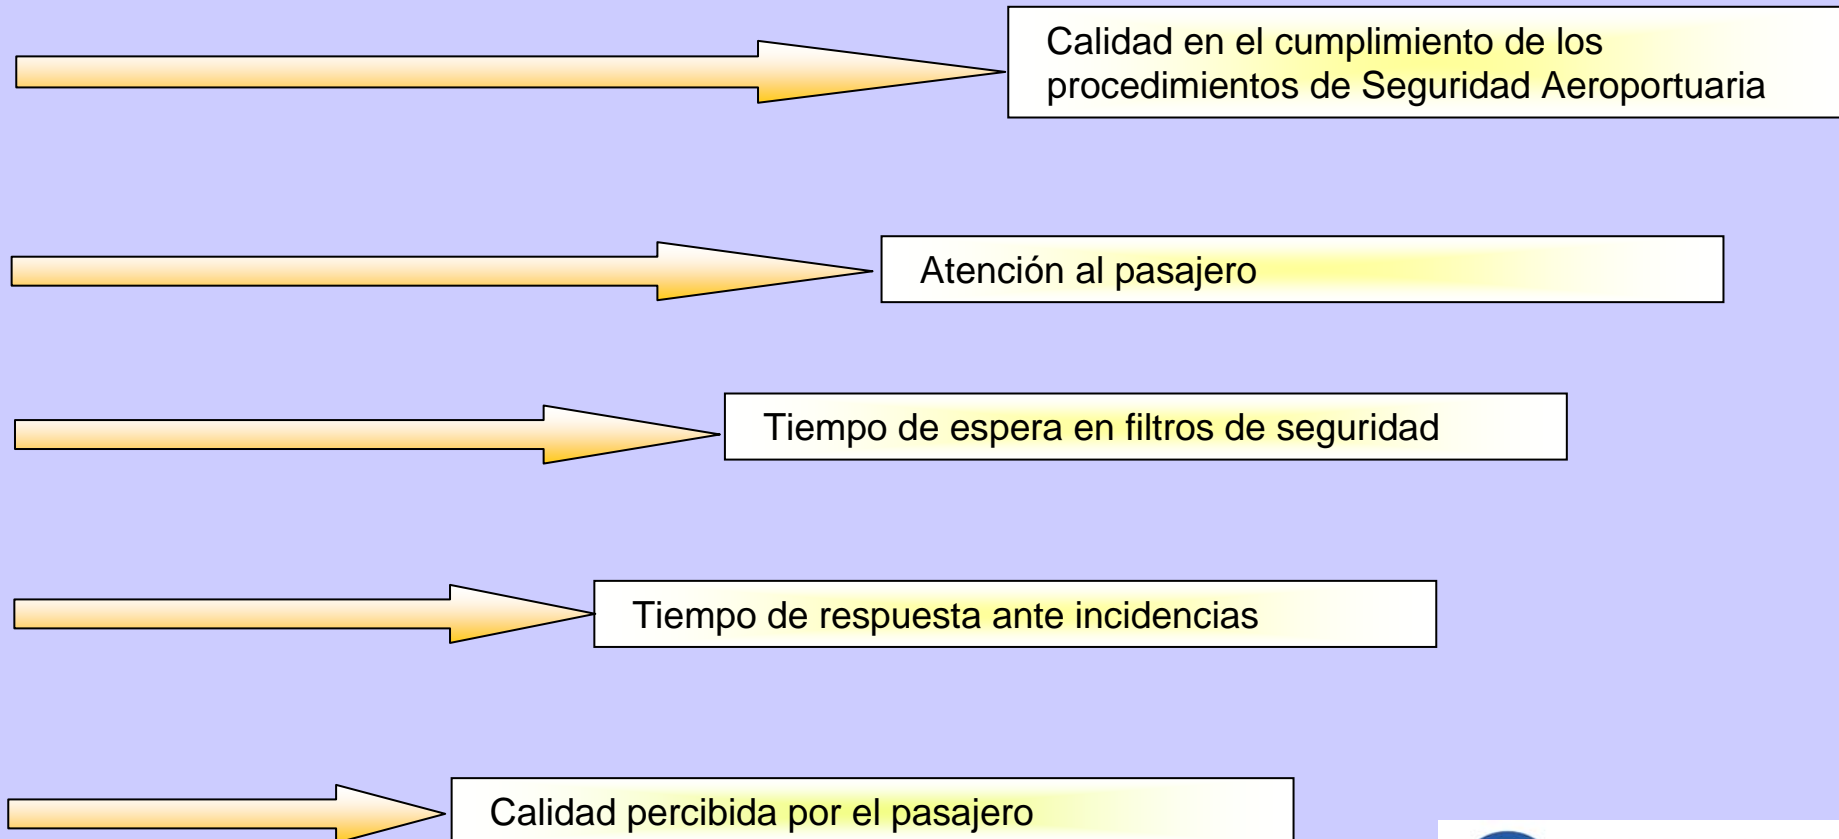 Calidad en el cumplimiento de los
procedimientos de Seguridad Aeroportuaria
Atención al pasajero
Tiempo de espera en filtros de seguridad
Tiempo de respuesta ante incidencias
Calidad percibida por el pasajero